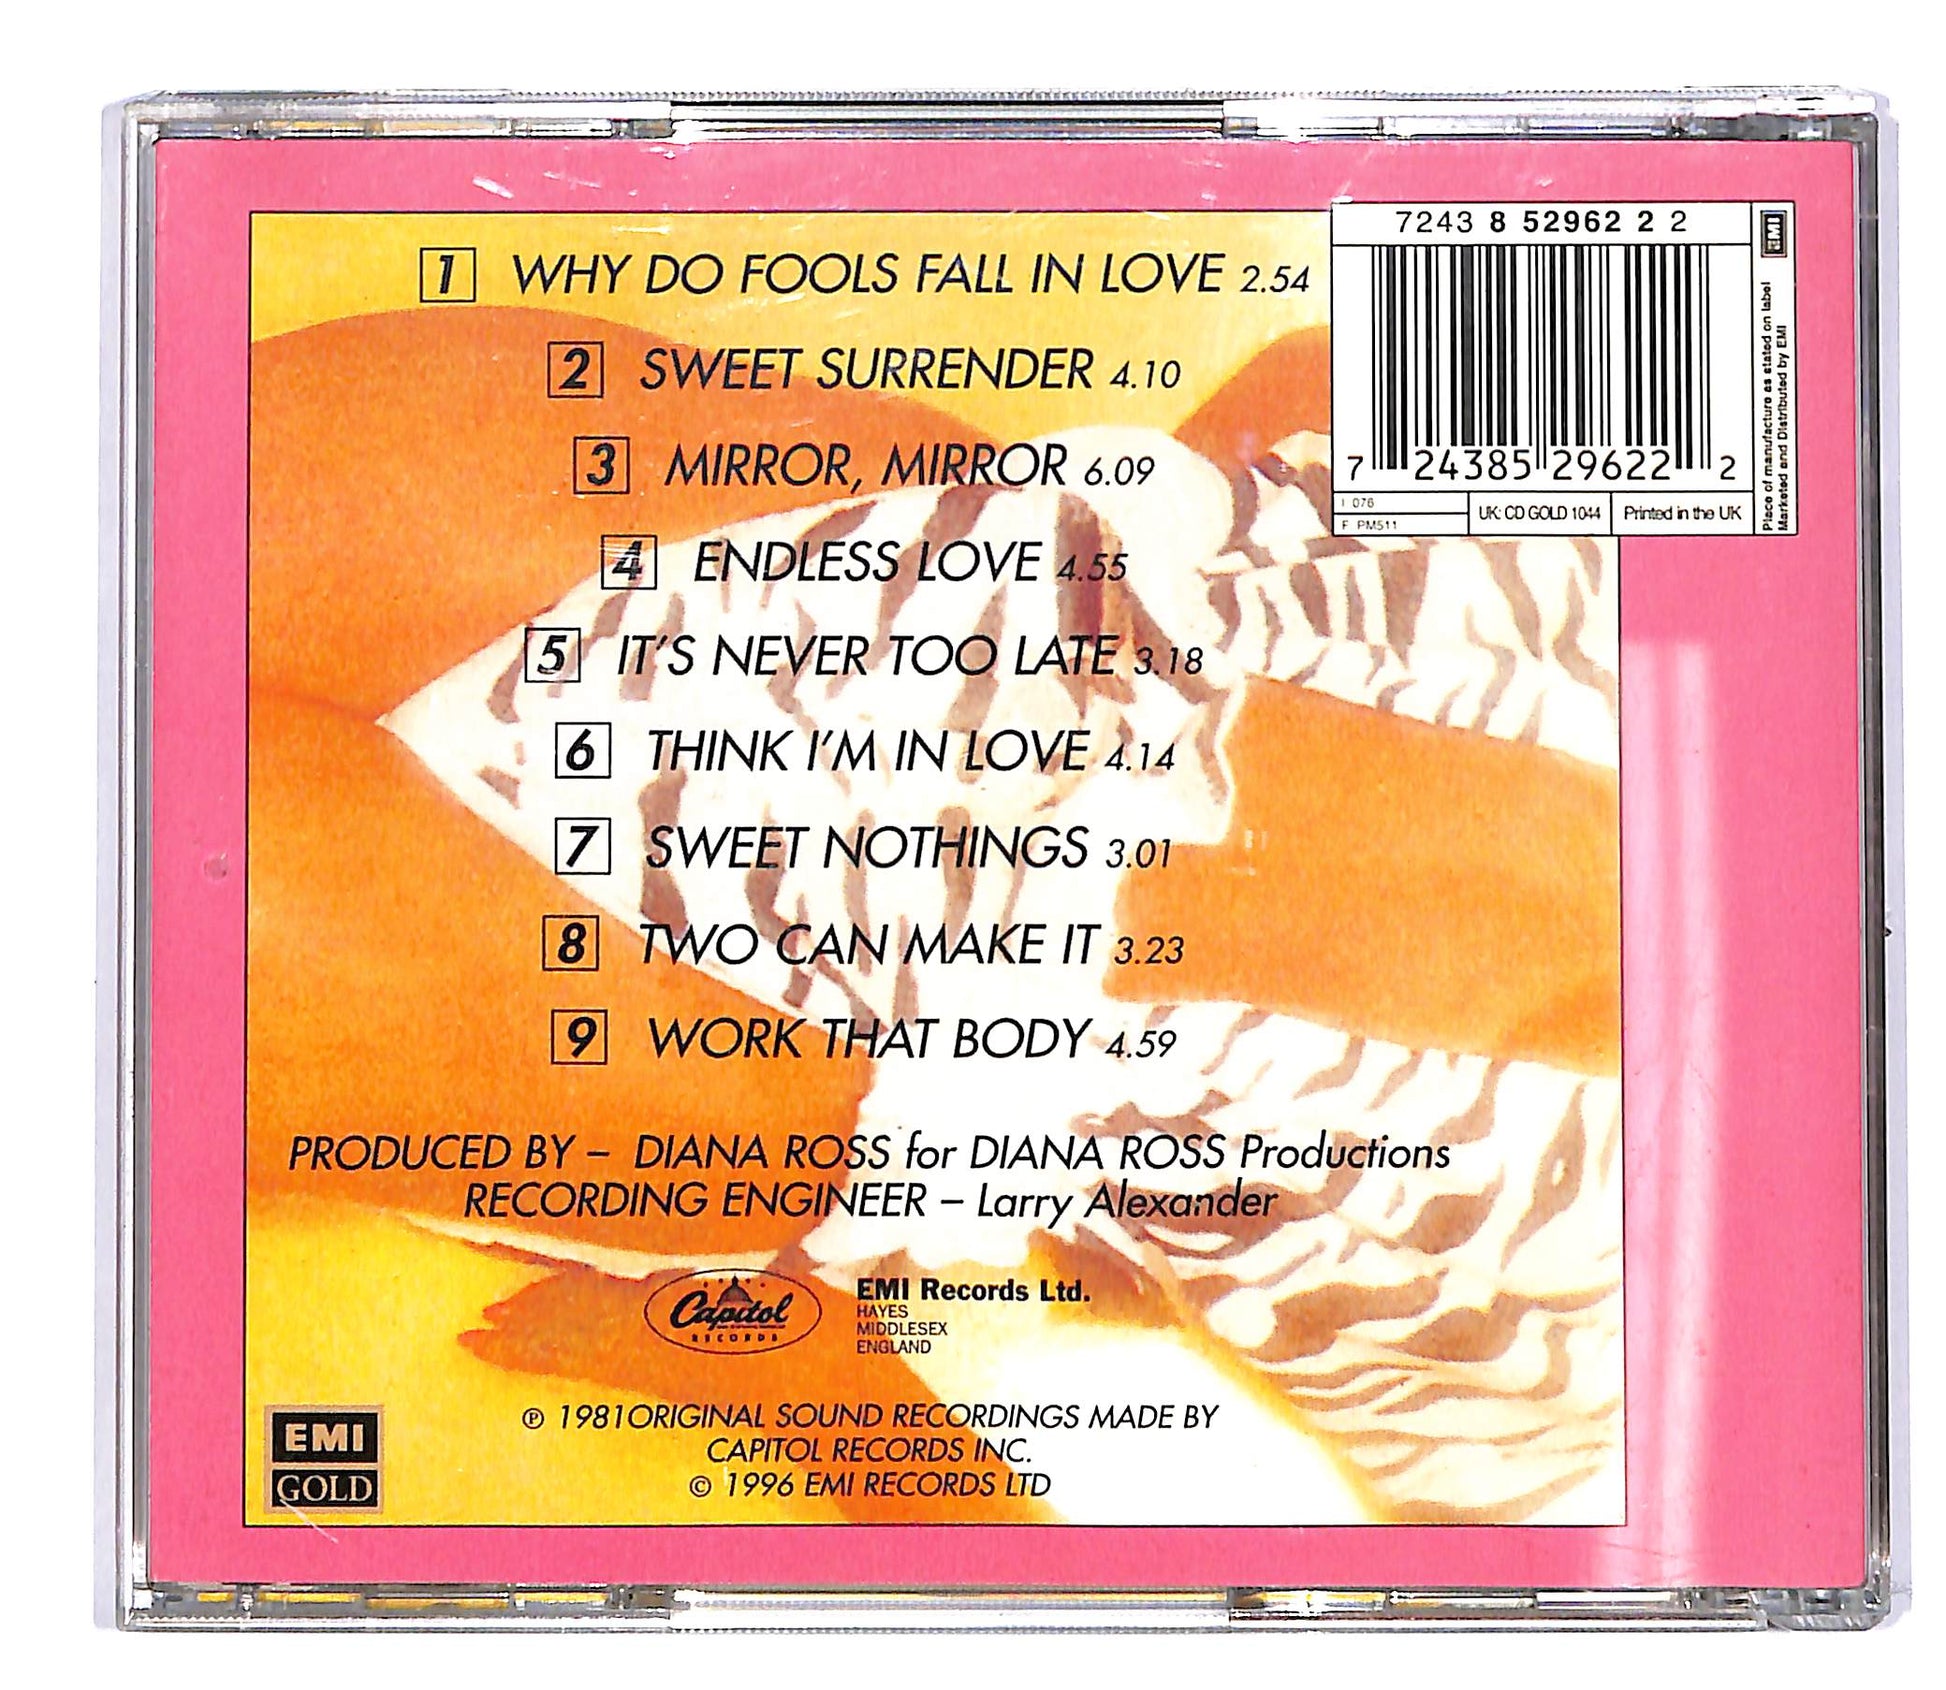 7243 8 52962 2 2
1 WHY DO FOOLS FALL IN LOVE 2.54
2 SWEET SURRENDER 4.10
3 MIRROR, MIRROR 6.09
4 ENDLESS LOVE 4.55
5 IT'S NEVER TOO LATE 3.18
6 THINK I'M IN LOVE 4.14
7 SWEET NOTHINGS 3.01
8 TWO CAN MAKE IT 3.23
9 WORK THAT BODY 4.59
7 24385 29622 2
I 076
F PM511
UK: CD GOLD 1044
Printed in the UK
EMI
Place of manufacture as stated on label
Marketed and Distributed by EMI
PRODUCED BY – DIANA ROSS for DIANA ROSS Productions
RECORDING ENGINEER – Larry Alexander
Capitol
RECORDS
EMI Records Ltd.
HAYES
MIDDLESEX
ENGLAND
℗ 1981 ORIGINAL SOUND RECORDINGS MADE BY
CAPITOL RECORDS INC.
© 1996 EMI RECORDS LTD
EMI
GOLD